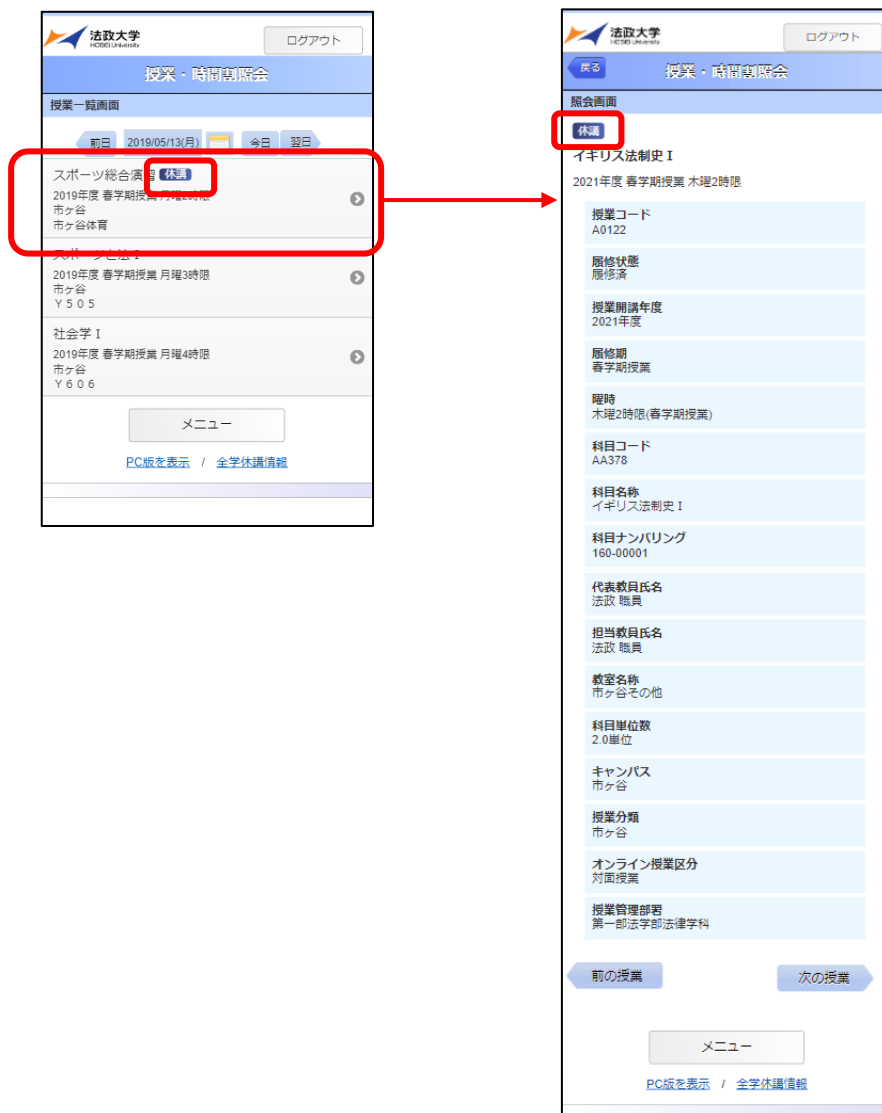 法政大学
HOSEI University
ログアウト
授業・時間割照会
授業一覧画面
前日 2019/05/13(月) 今日 翌日
スポーツ総合演習 休講
2019年度 春学期授業 月曜2時限
市ヶ谷
市ヶ谷体育
スポーツと法 I
2019年度 春学期授業 月曜3時限
市ヶ谷
Y505
社会学 I
2019年度 春学期授業 月曜4時限
市ヶ谷
Y606
メニュー
PC版を表示 / 全学休講情報
法政大学
HOSEI University
ログアウト
戻る 授業・時間割照会
照会画面
休講
イギリス法制史 I
2021年度 春学期授業 木曜2時限
授業コード
A0122
履修状態
履修済
授業開講年度
2021年度
履修期
春学期授業
曜時
木曜2時限(春学期授業)
科目コード
AA378
科目名称
イギリス法制史 I
科目ナンバリング
160-00001
代表教員氏名
法政 職員
担当教員氏名
法政 職員
教室名称
市ヶ谷その他
科目単位数
2.0単位
キャンパス
市ヶ谷
授業分類
市ヶ谷
オンライン授業区分
対面授業
授業管理部署
第一部法学部法律学科
前の授業 次の授業
メニュー
PC版を表示 / 全学休講情報